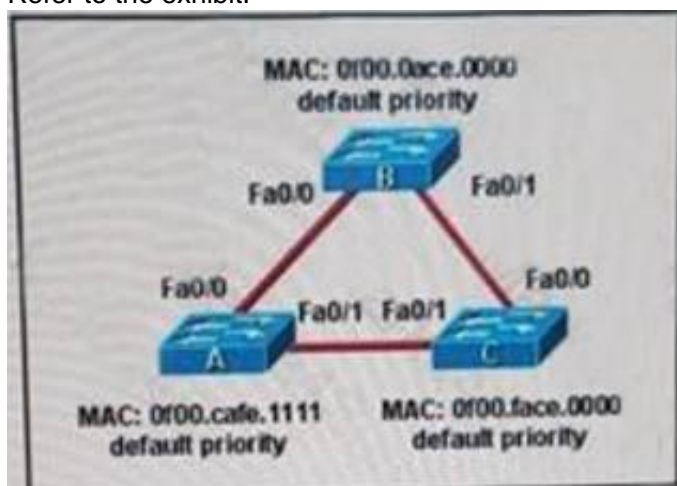 Refer to the exhibit.
MAC: 0f00.0ace.0000
default priority
B
Fa0/0
Fa0/1
Fa0/0
Fa0/0
Fa0/1 Fa0/1
A
C
MAC: 0f00.cafe.1111
default priority
MAC: 0f00.face.0000
default priority